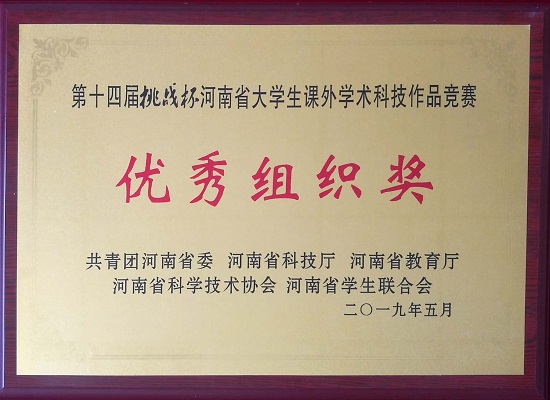 第十四届挑战杯河南省大学生课外学术科技作品竞赛
优秀组织奖
共青团河南省委 河南省科技厅 河南省教育厅
河南省科学技术协会 河南省学生联合会
二〇一九年五月